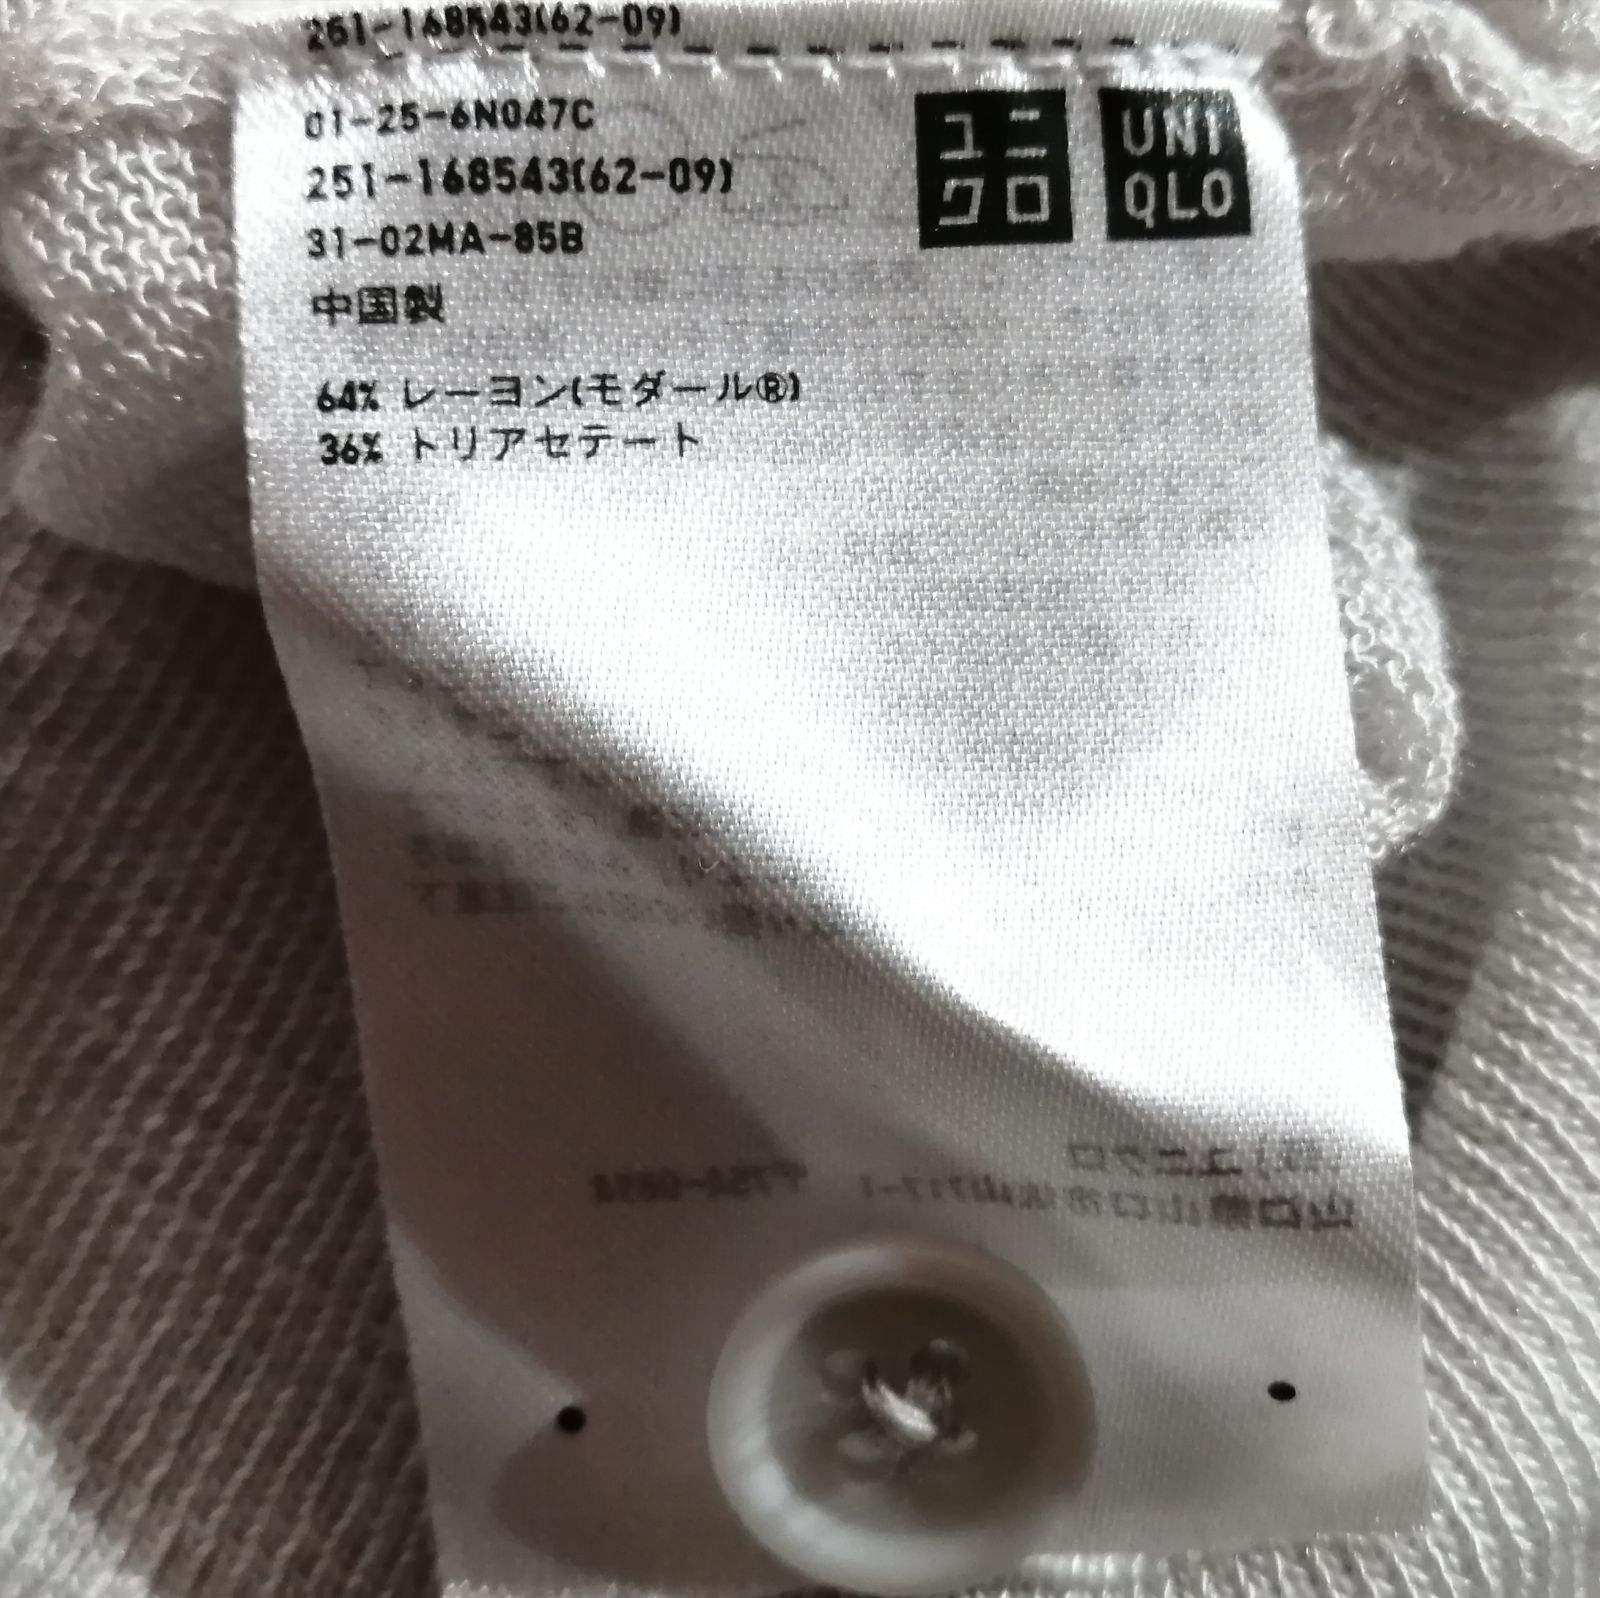 251-168543(62-09)
01-25-6N047C
251-168543(62-09)
31-02MA-85B
中国製
ユニ
クロ
UNI
QLO
64% レーヨン(モダール®)
36% トリアセテート